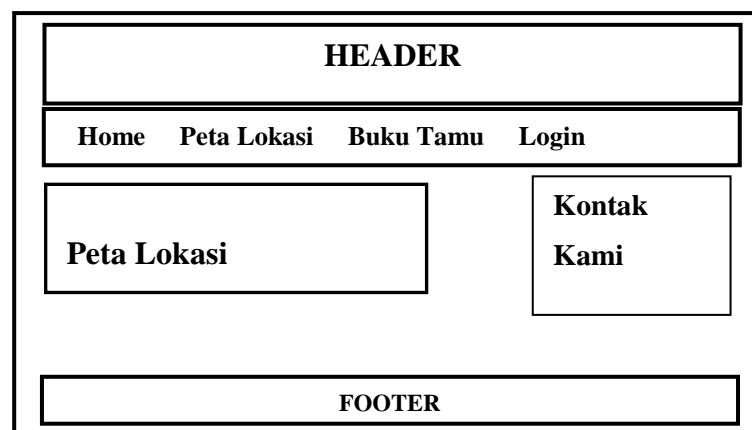 HEADER
Home Peta Lokasi Buku Tamu Login
Peta Lokasi
Kontak
Kami
FOOTER